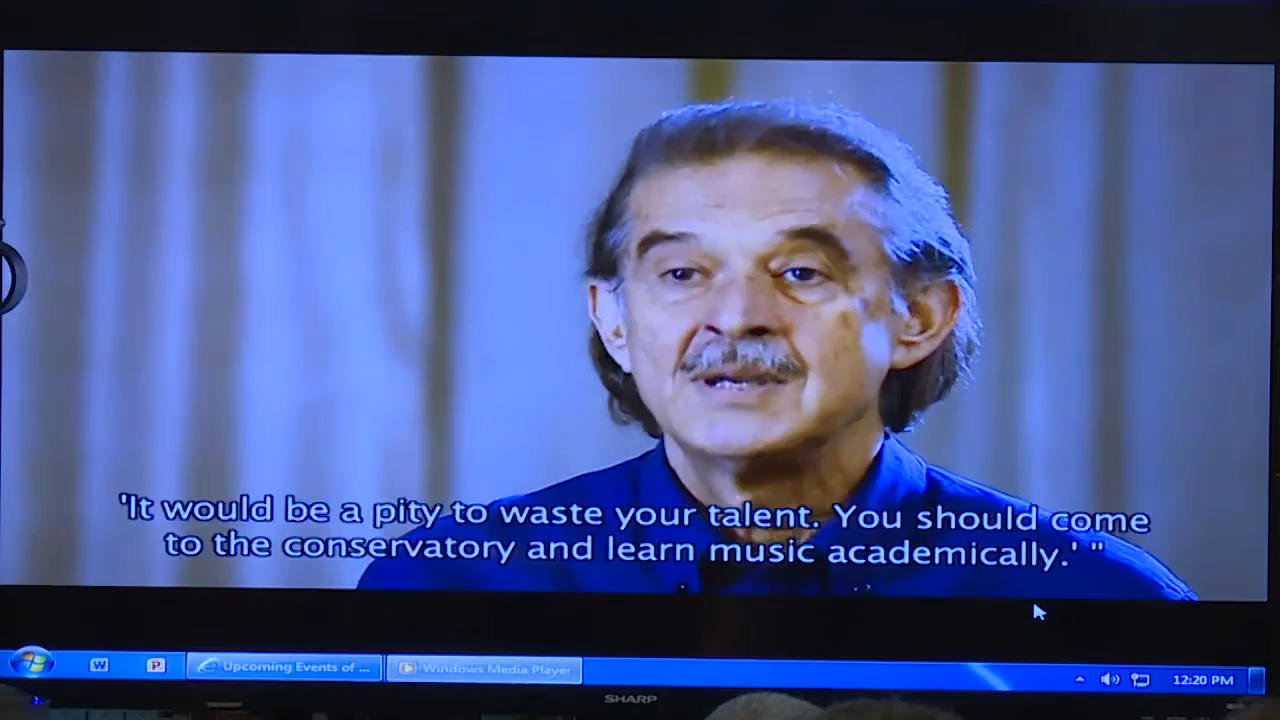 'It would be a pity to waste your talent. You should come
to the conservatory and learn music academically.' "
W
P
Upcoming Events of ...
Windows Media Player
12:20 PM
SHARP